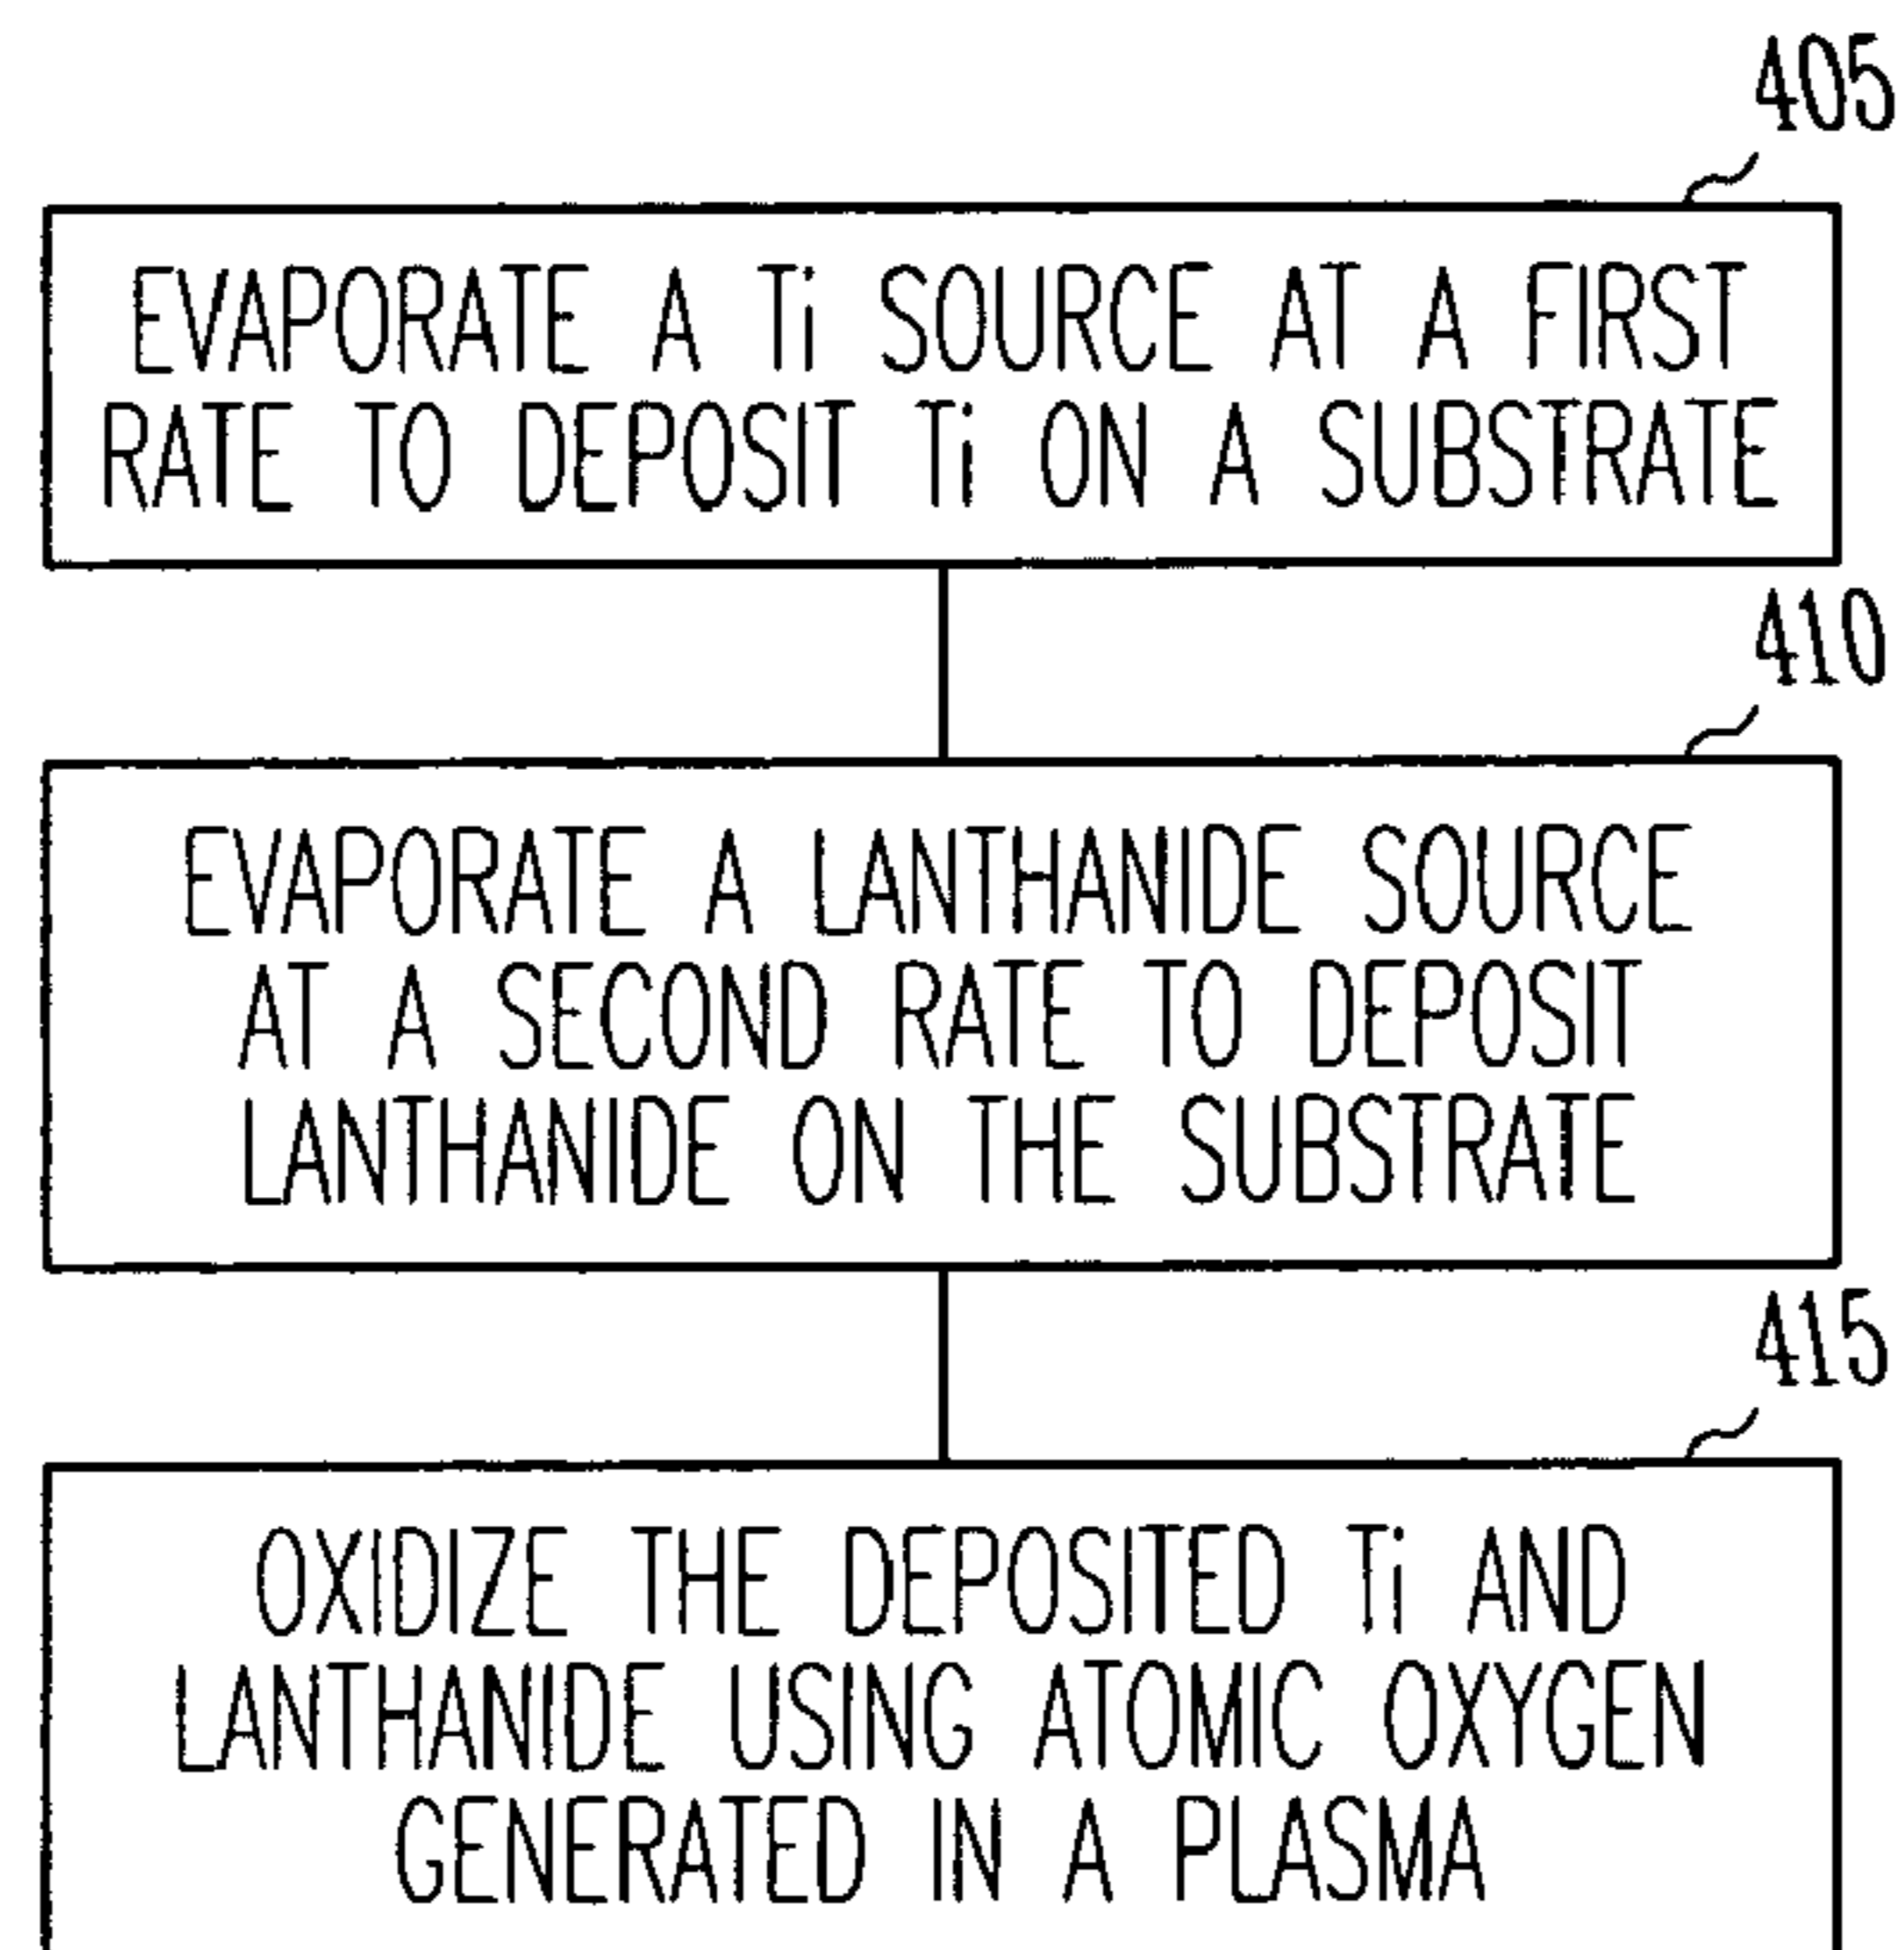 405
EVAPORATE A Ti SOURCE AT A FIRST
RATE TO DEPOSIT Ti ON A SUBSTRATE
410
EVAPORATE A LANTHANIDE SOURCE
AT A SECOND RATE TO DEPOSIT
LANTHANIDE ON THE SUBSTRATE
415
OXIDIZE THE DEPOSITED Ti AND
LANTHANIDE USING ATOMIC OXYGEN
GENERATED IN A PLASMA